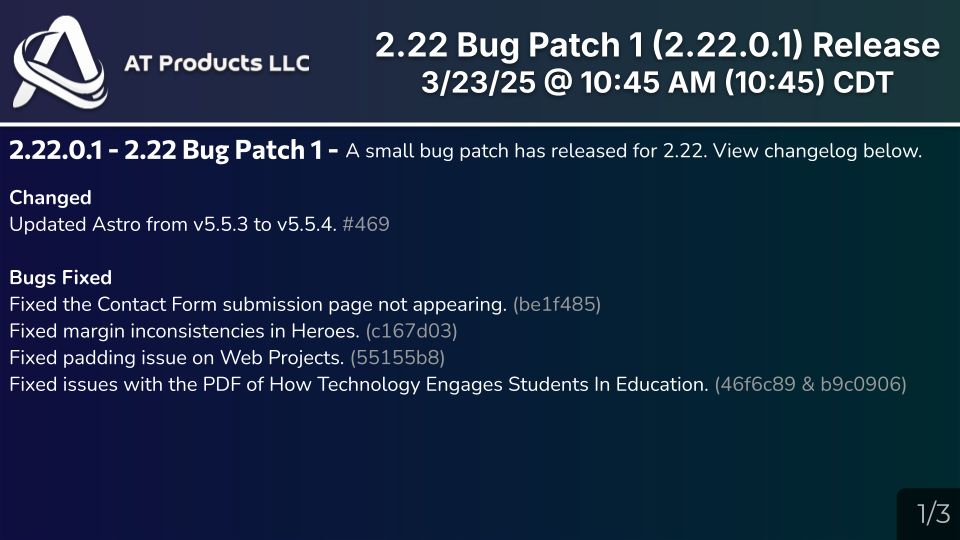 AT Products LLC
2.22 Bug Patch 1 (2.22.0.1) Release
3/23/25 @ 10:45 AM (10:45) CDT
2.22.0.1 - 2.22 Bug Patch 1 - A small bug patch has released for 2.22. View changelog below.
Changed
Updated Astro from v5.5.3 to v5.5.4. #469
Bugs Fixed
Fixed the Contact Form submission page not appearing. (be1f485)
Fixed margin inconsistencies in Heroes. (c167d03)
Fixed padding issue on Web Projects. (55155b8)
Fixed issues with the PDF of How Technology Engages Students In Education. (46f6c89 & b9c0906)
1/3